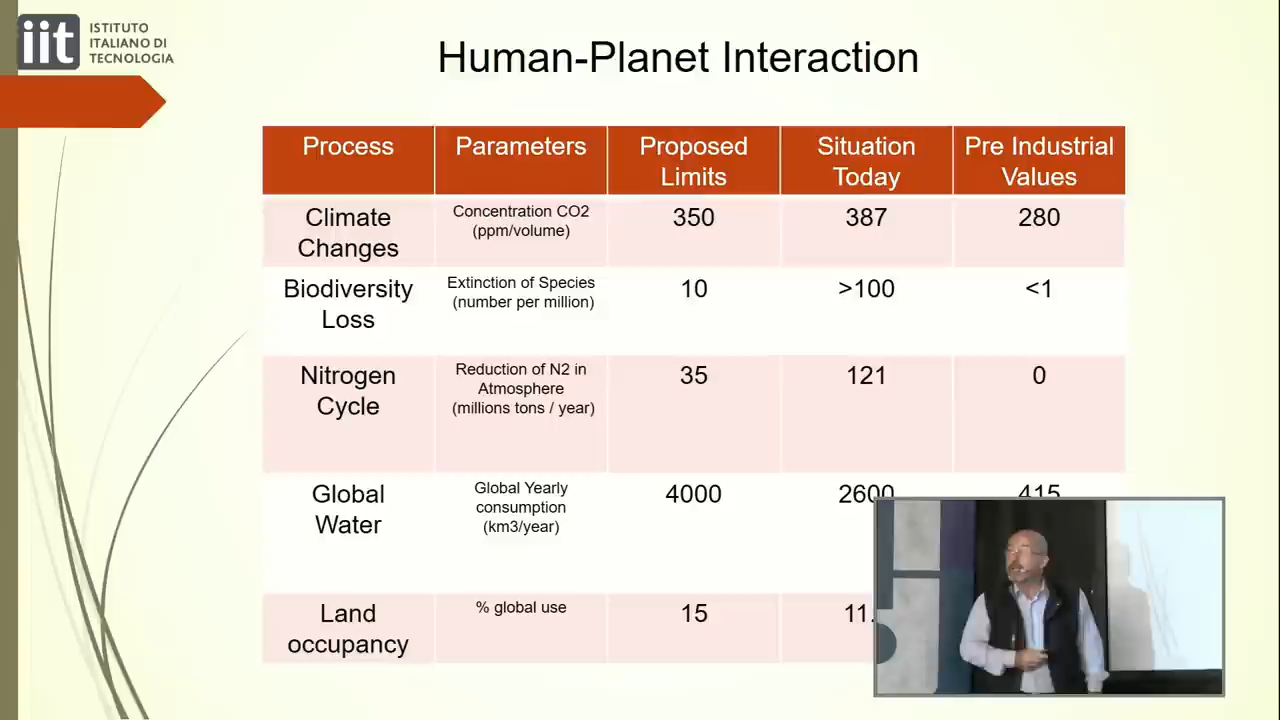 iit
ISTITUTO
ITALIANO DI
TECNOLOGIA
Human-Planet Interaction
Process
Parameters
Proposed
Limits
Situation
Today
Pre Industrial
Values
Climate
Changes
Concentration CO2
(ppm/volume)
350
387
280
Biodiversity
Loss
Extinction of Species
(number per million)
10
>100
<1
Nitrogen
Cycle
Reduction of N2 in
Atmosphere
(millions tons / year)
35
121
0
Global
Water
Global Yearly
consumption
(km3/year)
4000
2600
415
Land
occupancy
% global use
15
11.